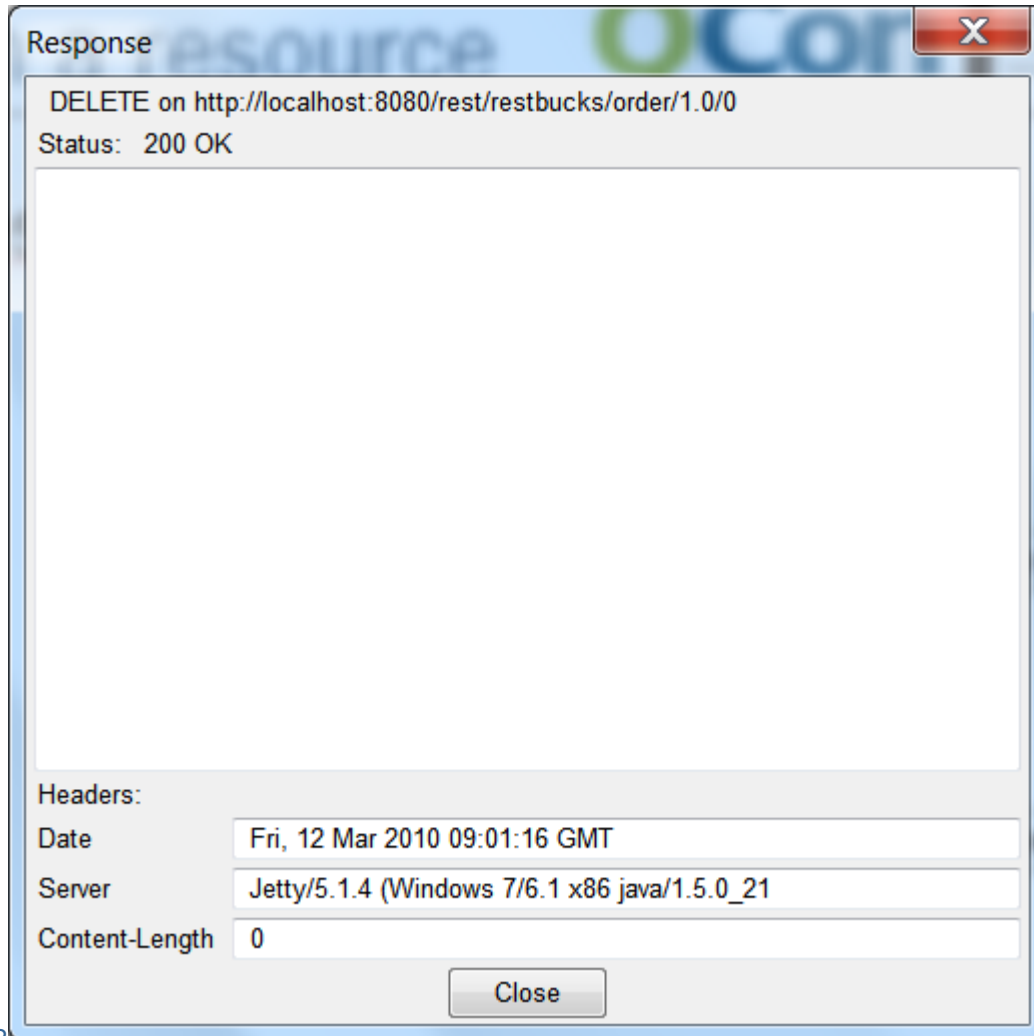 Response
resource
DELETE on http://localhost:8080/rest/restbucks/order/1.0/0
Status: 200 OK
Headers:
Date Fri, 12 Mar 2010 09:01:16 GMT
Server Jetty/5.1.4 (Windows 7/6.1 x86 java/1.5.0_21
Content-Length 0
Close